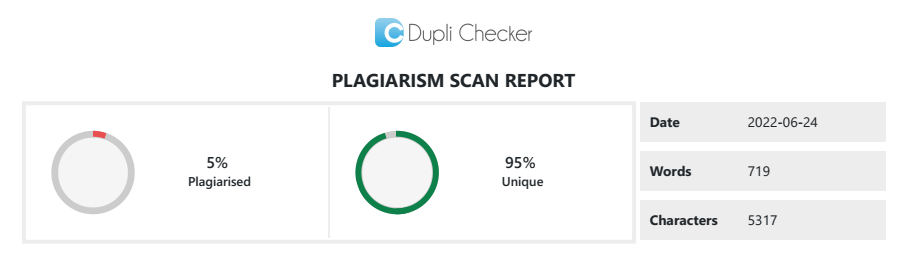 Dupli Checker
PLAGIARISM SCAN REPORT
5%
Plagiarised
95%
Unique
Date 2022-06-24
Words 719
Characters 5317